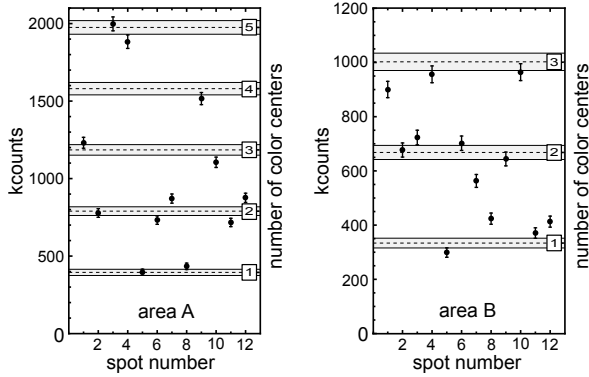 2000
1500
1000
500
0
kcounts
5
4
3
2
1
number of color centers
area A
2 4 6 8 10 12
spot number
1200
1000
800
600
400
200
0
kcounts
3
2
1
number of color centers
area B
0 2 4 6 8 10 12
spot number